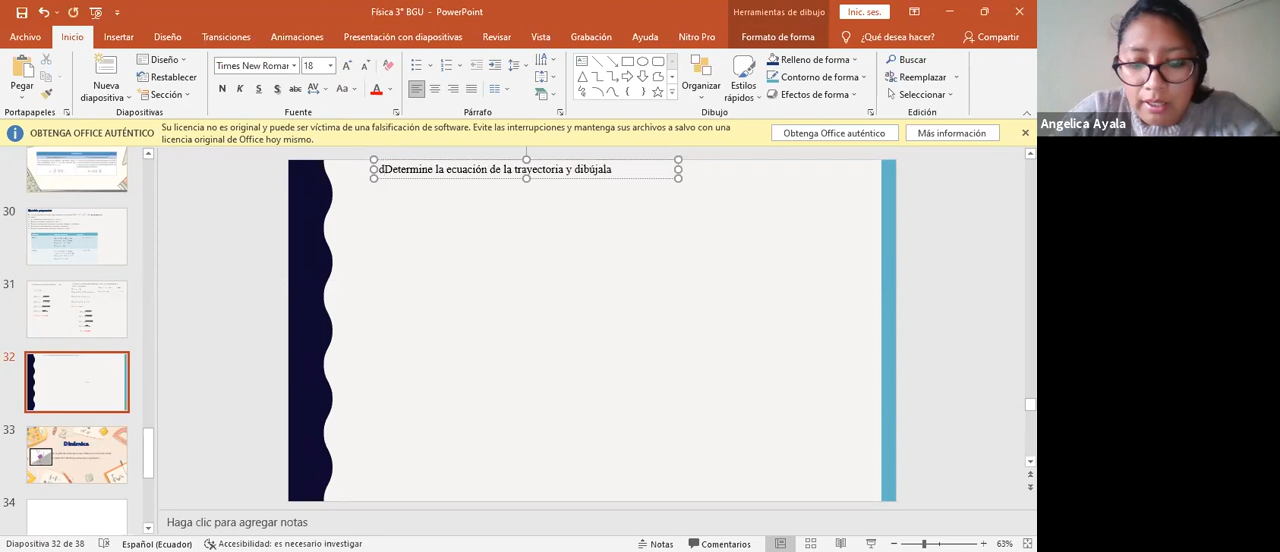 Física 3° BGU - PowerPoint
Herramientas de dibujo
Inic. ses.
Archivo Inicio Insertar Diseño Transiciones Animaciones Presentación con diapositivas Revisar Vista Grabación Ayuda Nitro Pro Formato de forma ¿Qué desea hacer? Compartir
Pegar
Nueva diapositiva
Diseño
Restablecer
Sección
Times New Romar 18
N K S S abc AV Aa A
Organizar
Estilos rápidos
Relleno de forma
Contorno de forma
Efectos de forma
Buscar
Reemplazar
Seleccionar
Portapapeles Diapositivas Fuente Párrafo Dibujo Edición
OBTENGA OFFICE AUTÉNTICO
Su licencia no es original y puede ser víctima de una falsificación de software. Evite las interrupciones y mantenga sus archivos a salvo con una
licencia original de Office hoy mismo.
Obtenga Office auténtico
Más información
Angelica Ayala
dDetermine la ecuación de la trayectoria y dibújala
30
31
32
33
Dinámica
34
Haga clic para agregar notas
Diapositiva 32 de 38 Español (Ecuador) Accesibilidad: es necesario investigar Notas Comentarios 63%